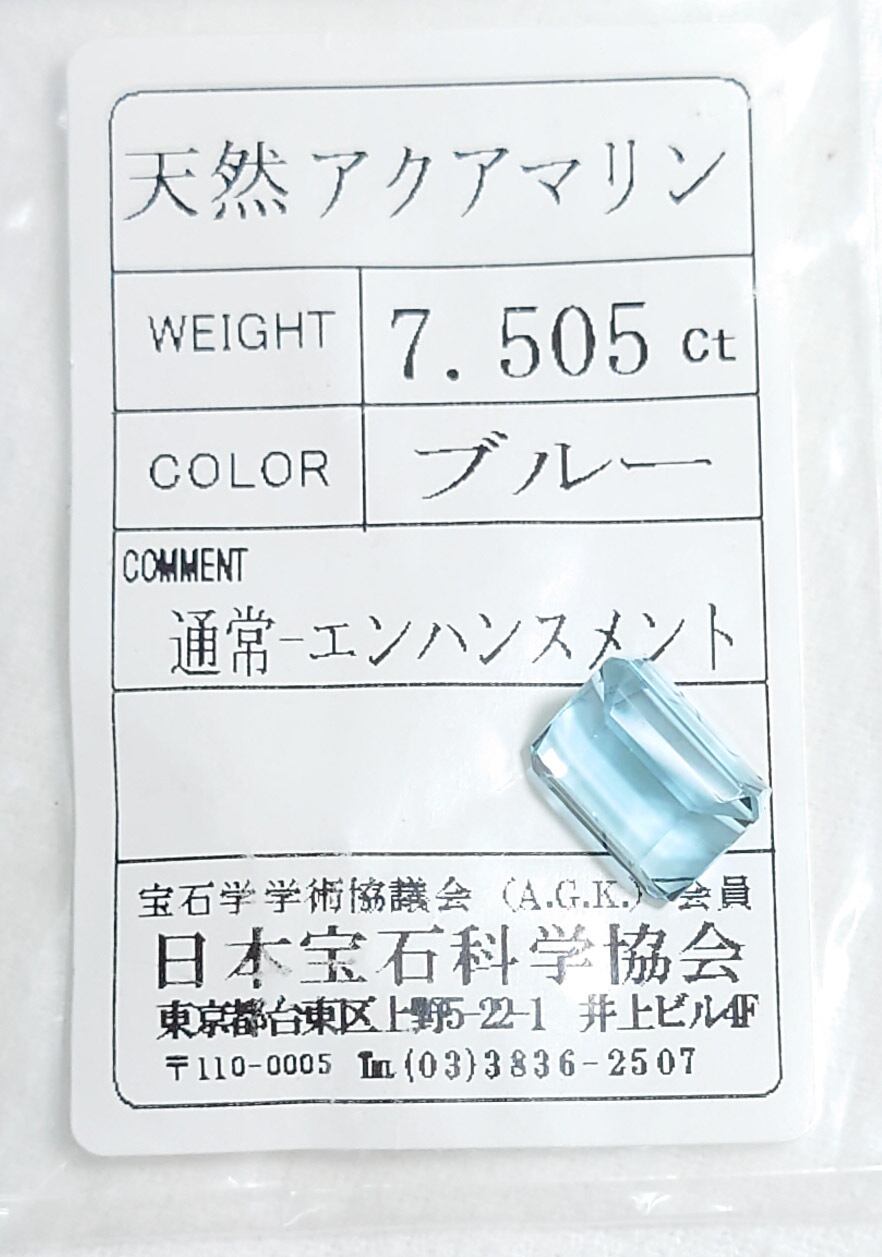 天然アクアマリン
WEIGHT 7.505 Ct
COLOR ブルー
COMMENT
通常-エンハンスメント
宝石学学術協議会 (A.G.K.) 会員
日本宝石科学協会
東京都台東区上野5-22-1 井上ビル4F
〒110-0005 ℡(03)3836-2507